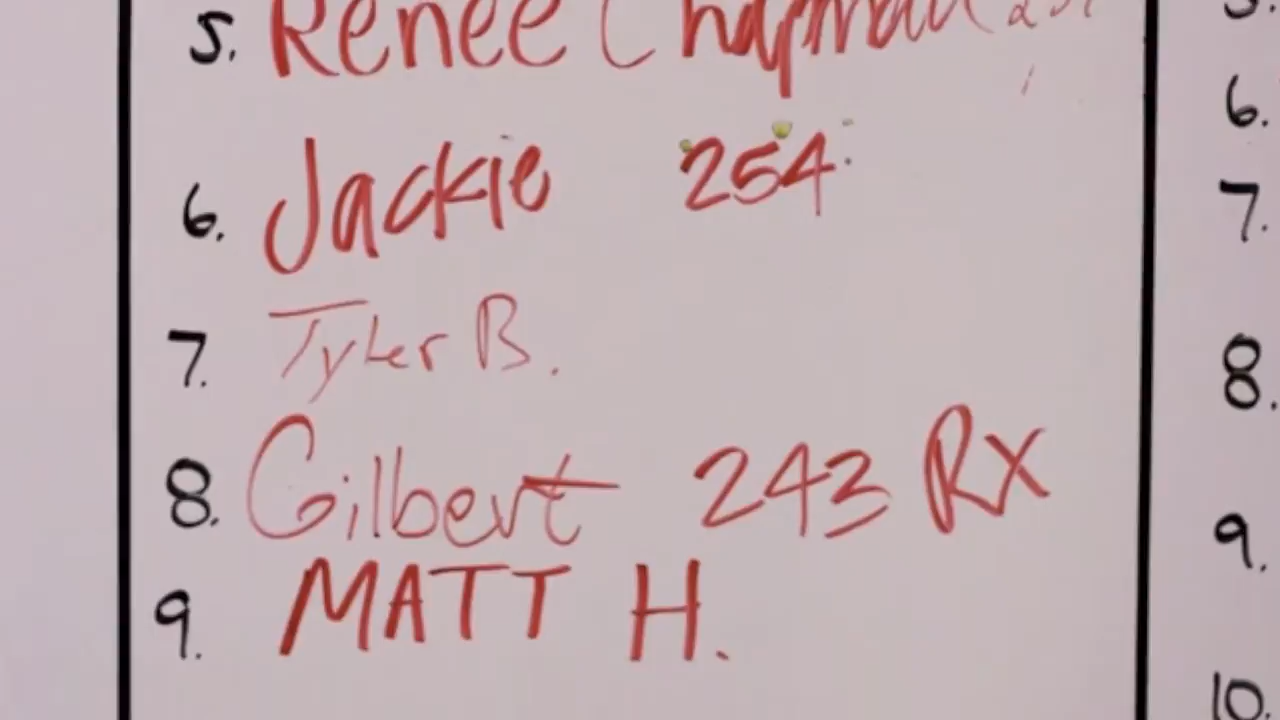 5. Renee Chapman
6. Jackie 254
7. Tyler B.
8. Gilbert 243 RX
9. MATT H.
5.
6.
7.
8.
9.
10.